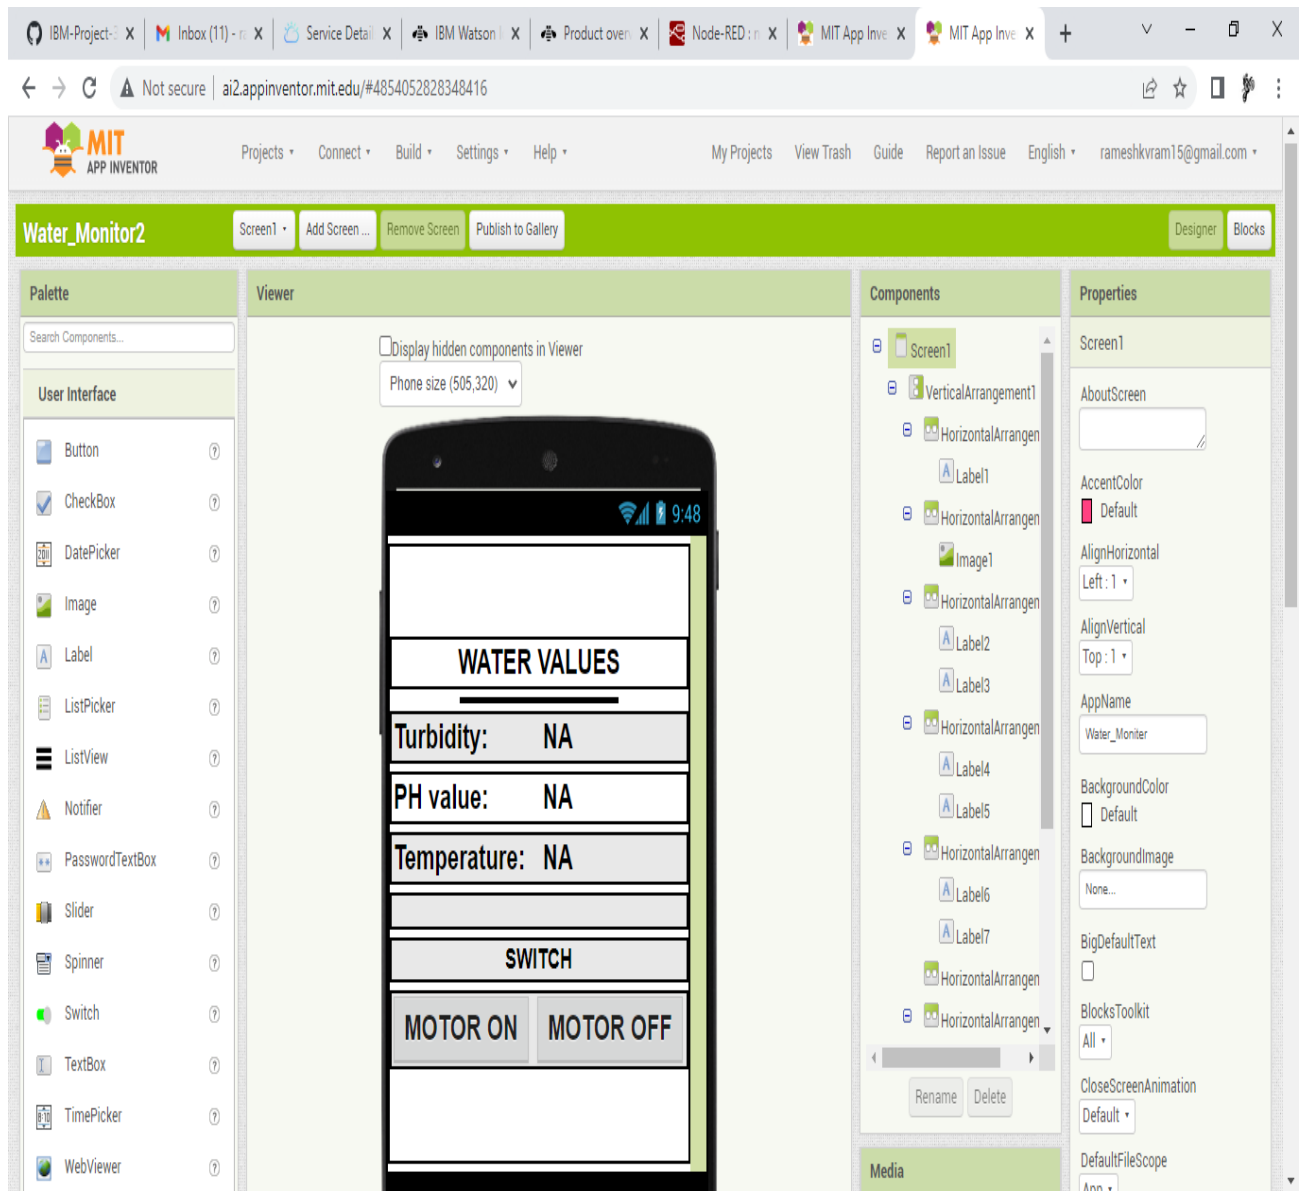 IBM-Project-3
Inbox (11) - r
Service Detail
IBM Watson
Product over
Node-RED : n
MIT App Inve
MIT App Inve
Not secure | ai2.appinventor.mit.edu/#4854052828348416
MIT
APP INVENTOR
Projects Connect Build Settings Help My Projects View Trash Guide Report an Issue English rameshkvram15@gmail.com
Water_Monitor2 Screen1 Add Screen ... Remove Screen Publish to Gallery Designer Blocks
Palette
Search Components...
User Interface
Button ?
CheckBox ?
DatePicker ?
Image ?
Label ?
ListPicker ?
ListView ?
Notifier ?
PasswordTextBox ?
Slider ?
Spinner ?
Switch ?
TextBox ?
TimePicker ?
WebViewer ?
Viewer
Display hidden components in Viewer
Phone size (505,320)
9:48
WATER VALUES
Turbidity: NA
PH value: NA
Temperature: NA
SWITCH
MOTOR ON MOTOR OFF
Components
Screen1
VerticalArrangement1
HorizontalArrangen
Label1
HorizontalArrangen
Image1
HorizontalArrangen
Label2
Label3
HorizontalArrangen
Label4
Label5
HorizontalArrangen
Label6
Label7
HorizontalArrangen
HorizontalArrangen
Rename Delete
Media
Properties
Screen1
AboutScreen
AccentColor
Default
AlignHorizontal
Left : 1
AlignVertical
Top : 1
AppName
Water_Moniter
BackgroundColor
Default
BackgroundImage
None...
BigDefaultText
BlocksToolkit
All
CloseScreenAnimation
Default
DefaultFileScope
App